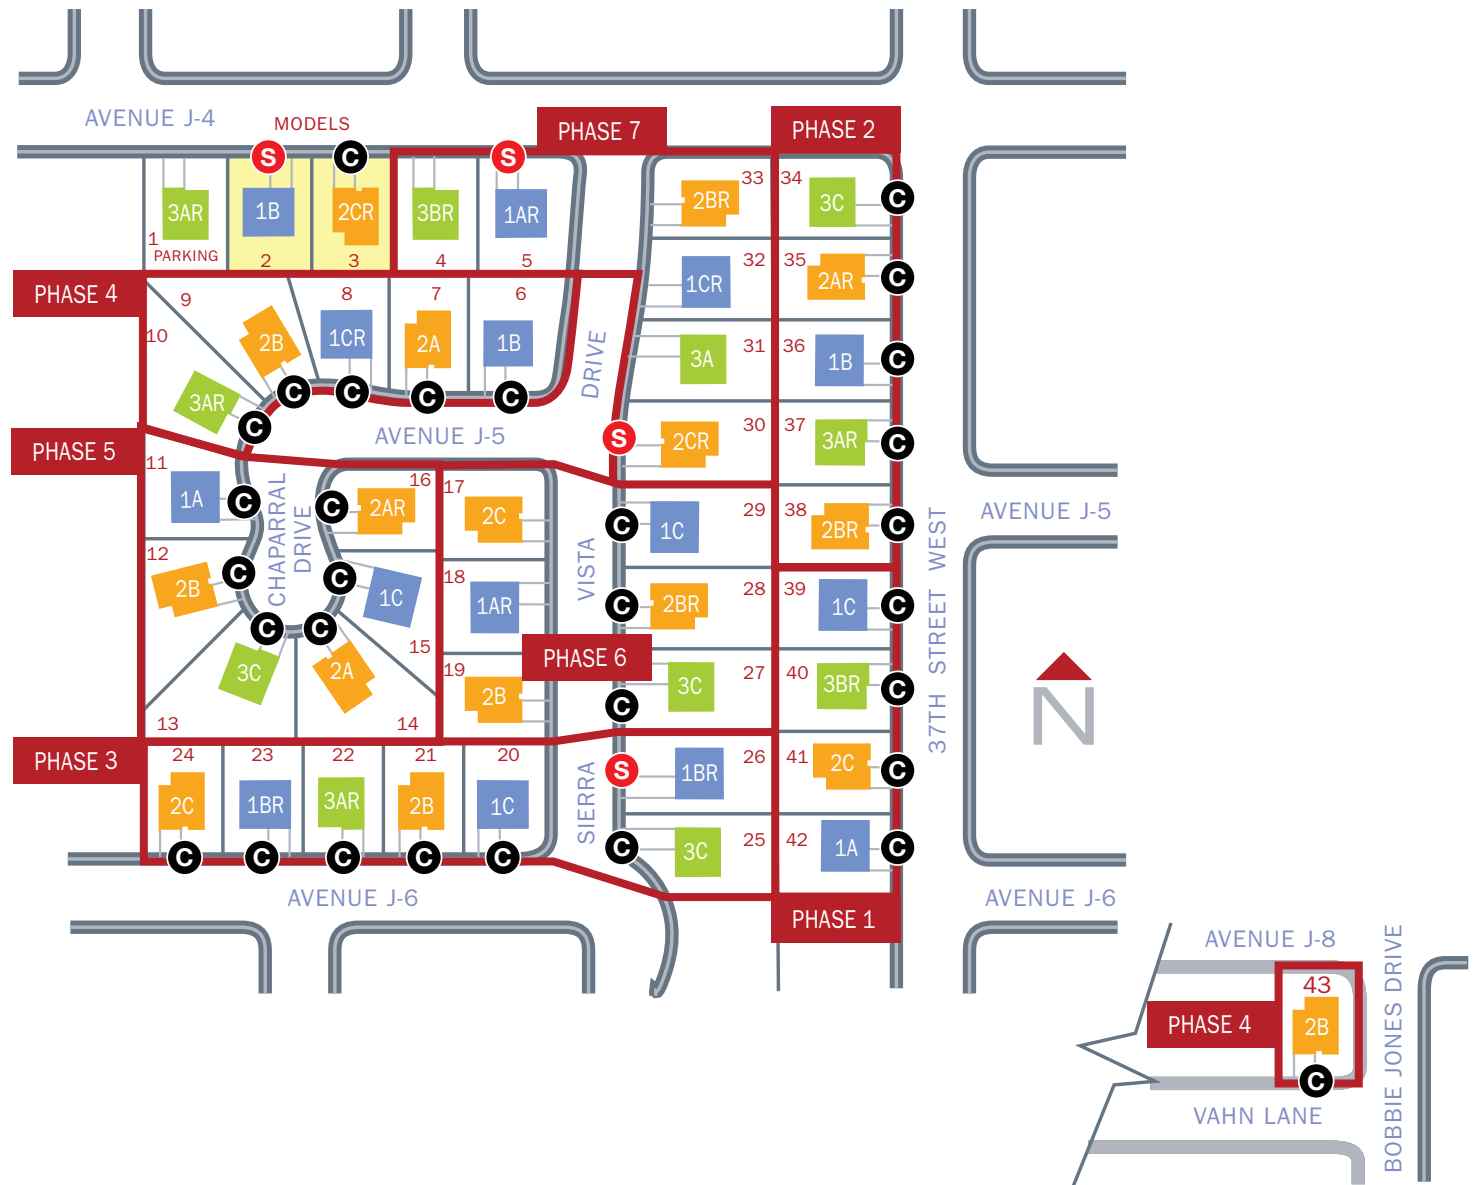 AVENUE J-4
MODELS
PHASE 7
PHASE 2
S
C
S
3AR
1B
2CR
3BR
1AR
1
PARKING
2
3
4
5
2BR
33
34
3C
C
1CR
32
35
2AR
C
PHASE 4
9
8
7
6
10
2B
1CR
2A
1B
3AR
C
C
C
C
C
DRIVE
3A
31
36
1B
C
AVENUE J-5
S
2CR
30
37
3AR
C
PHASE 5
11
1A
C
CHAPARRAL
DRIVE
16
C
2AR
17
2C
C
1C
29
38
2BR
C
AVENUE J-5
12
2B
C
C
1C
15
18
1AR
VISTA
C
2BR
28
39
1C
C
37TH STREET WEST
C
C
3C
2A
13
14
19
2B
PHASE 6
3C
C
27
40
3BR
C
N
PHASE 3
24
23
22
21
20
2C
1BR
3AR
2B
1C
C
C
C
C
C
SIERRA
S
1BR
26
41
2C
C
C
3C
25
42
1A
C
AVENUE J-6
PHASE 1
AVENUE J-6
AVENUE J-8
43
PHASE 4
2B
C
VAHN LANE
BOBBIE JONES DRIVE